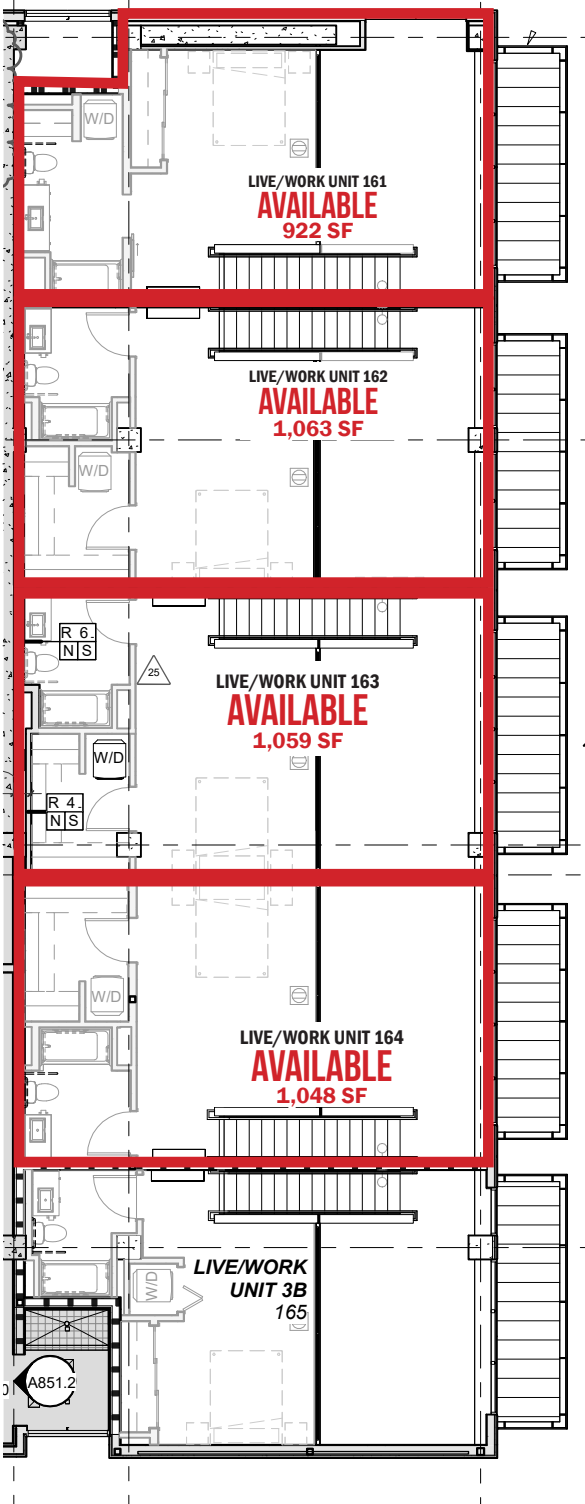 W/D
LIVE/WORK UNIT 161
AVAILABLE
922 SF
LIVE/WORK UNIT 162
AVAILABLE
1,063 SF
W/D
R 6.
N S
25
LIVE/WORK UNIT 163
AVAILABLE
1,059 SF
W/D
R 4.
N S
W/D
LIVE/WORK UNIT 164
AVAILABLE
1,048 SF
LIVE/WORK
UNIT 3B
165
W/D
A851.2